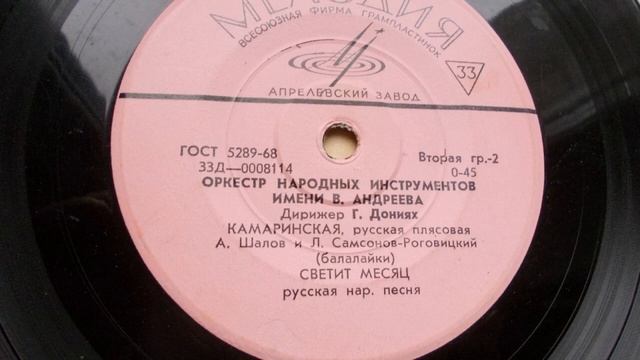 МЕЛОДИЯ
ВСЕСОЮЗНАЯ ФИРМА ГРАМПЛАСТИНОК
33
АПРЕЛЕВСКИЙ ЗАВОД
ГОСТ 5289-68
Вторая гр.-2
33Д—0008114
0-45
ОРКЕСТР НАРОДНЫХ ИНСТРУМЕНТОВ
ИМЕНИ В. АНДРЕЕВА
Дирижер Г. Дониях
КАМАРИНСКАЯ, русская плясовая
А. Шалов и Л. Самсонов-Роговицкий
(балалайки)
СВЕТИТ МЕСЯЦ
русская нар. песня